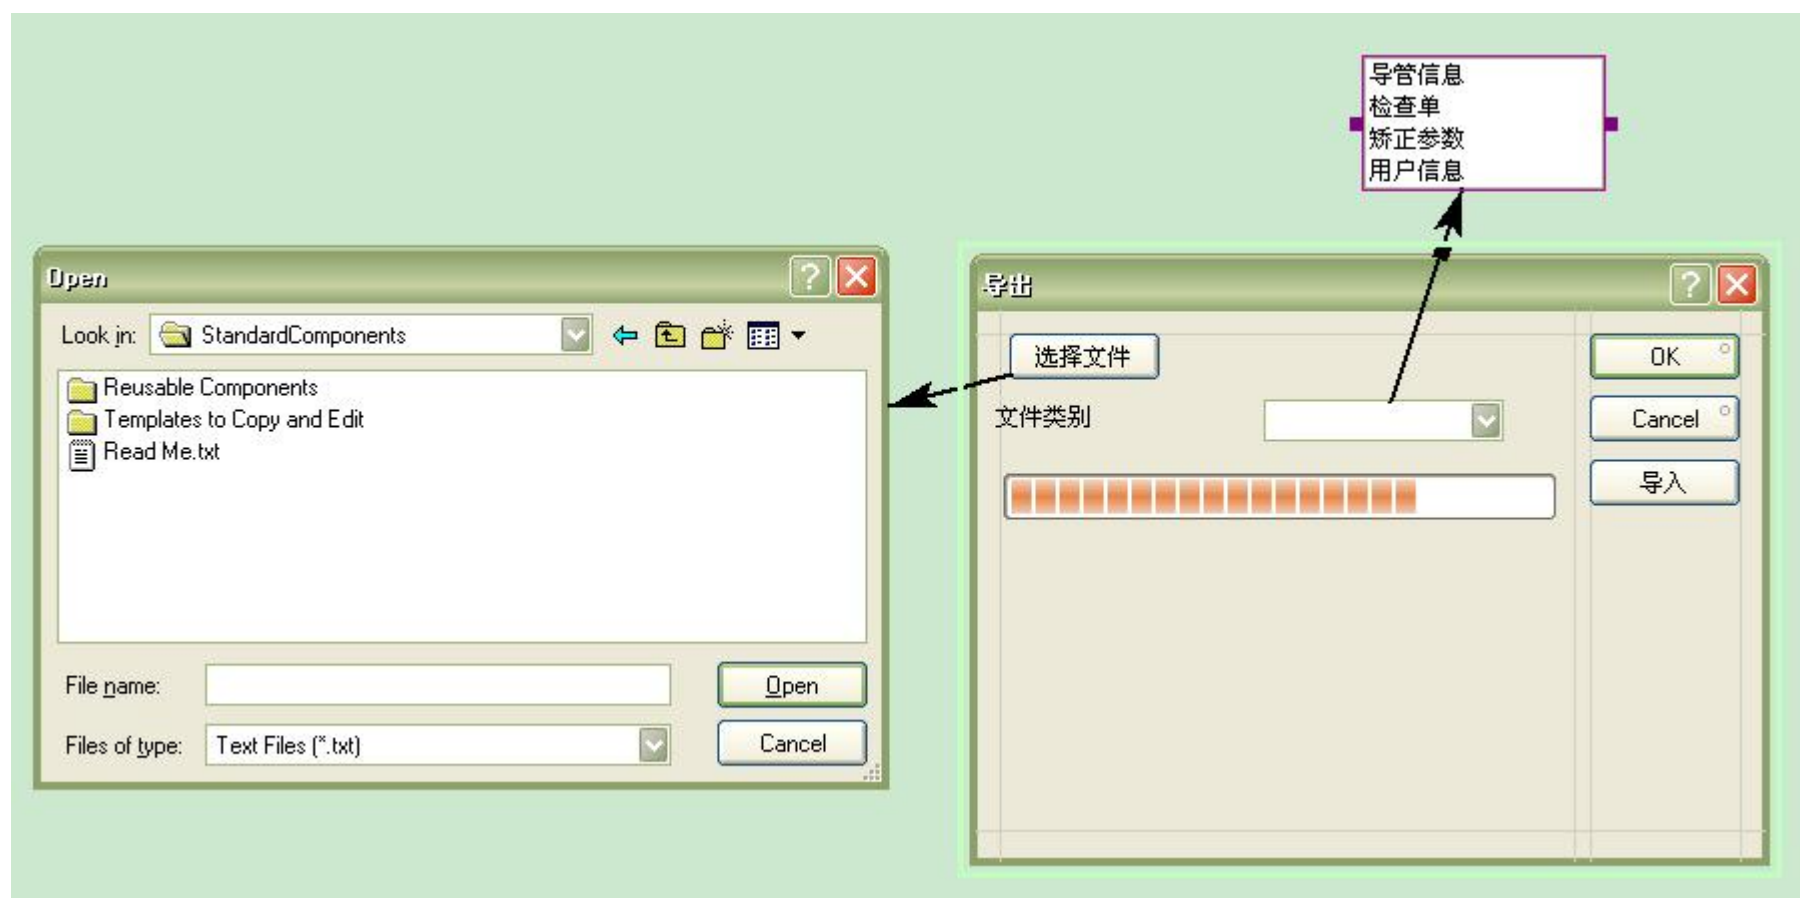 导管信息
检查单
矫正参数
用户信息
Open
Look in: StandardComponents
Reusable Components
Templates to Copy and Edit
Read Me.txt
File name:
Open
Files of type: Text Files (*.txt)
Cancel
导出
选择文件
OK
文件类别
Cancel
导入